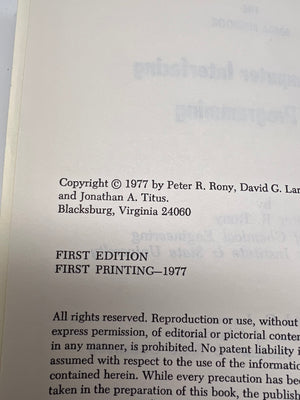 Copyright © 1977 by Peter R. Rony, David G. Lar
and Jonathan A. Titus.
Blacksburg, Virginia 24060
FIRST EDITION
FIRST PRINTING—1977
All rights reserved. Reproduction or use, without
express permission, of editorial or pictorial conten
in any manner, is prohibited. No patent liability i
assumed with respect to the use of the informatio
contained herein. While every precaution has bee
taken in the preparation of this book, the publish